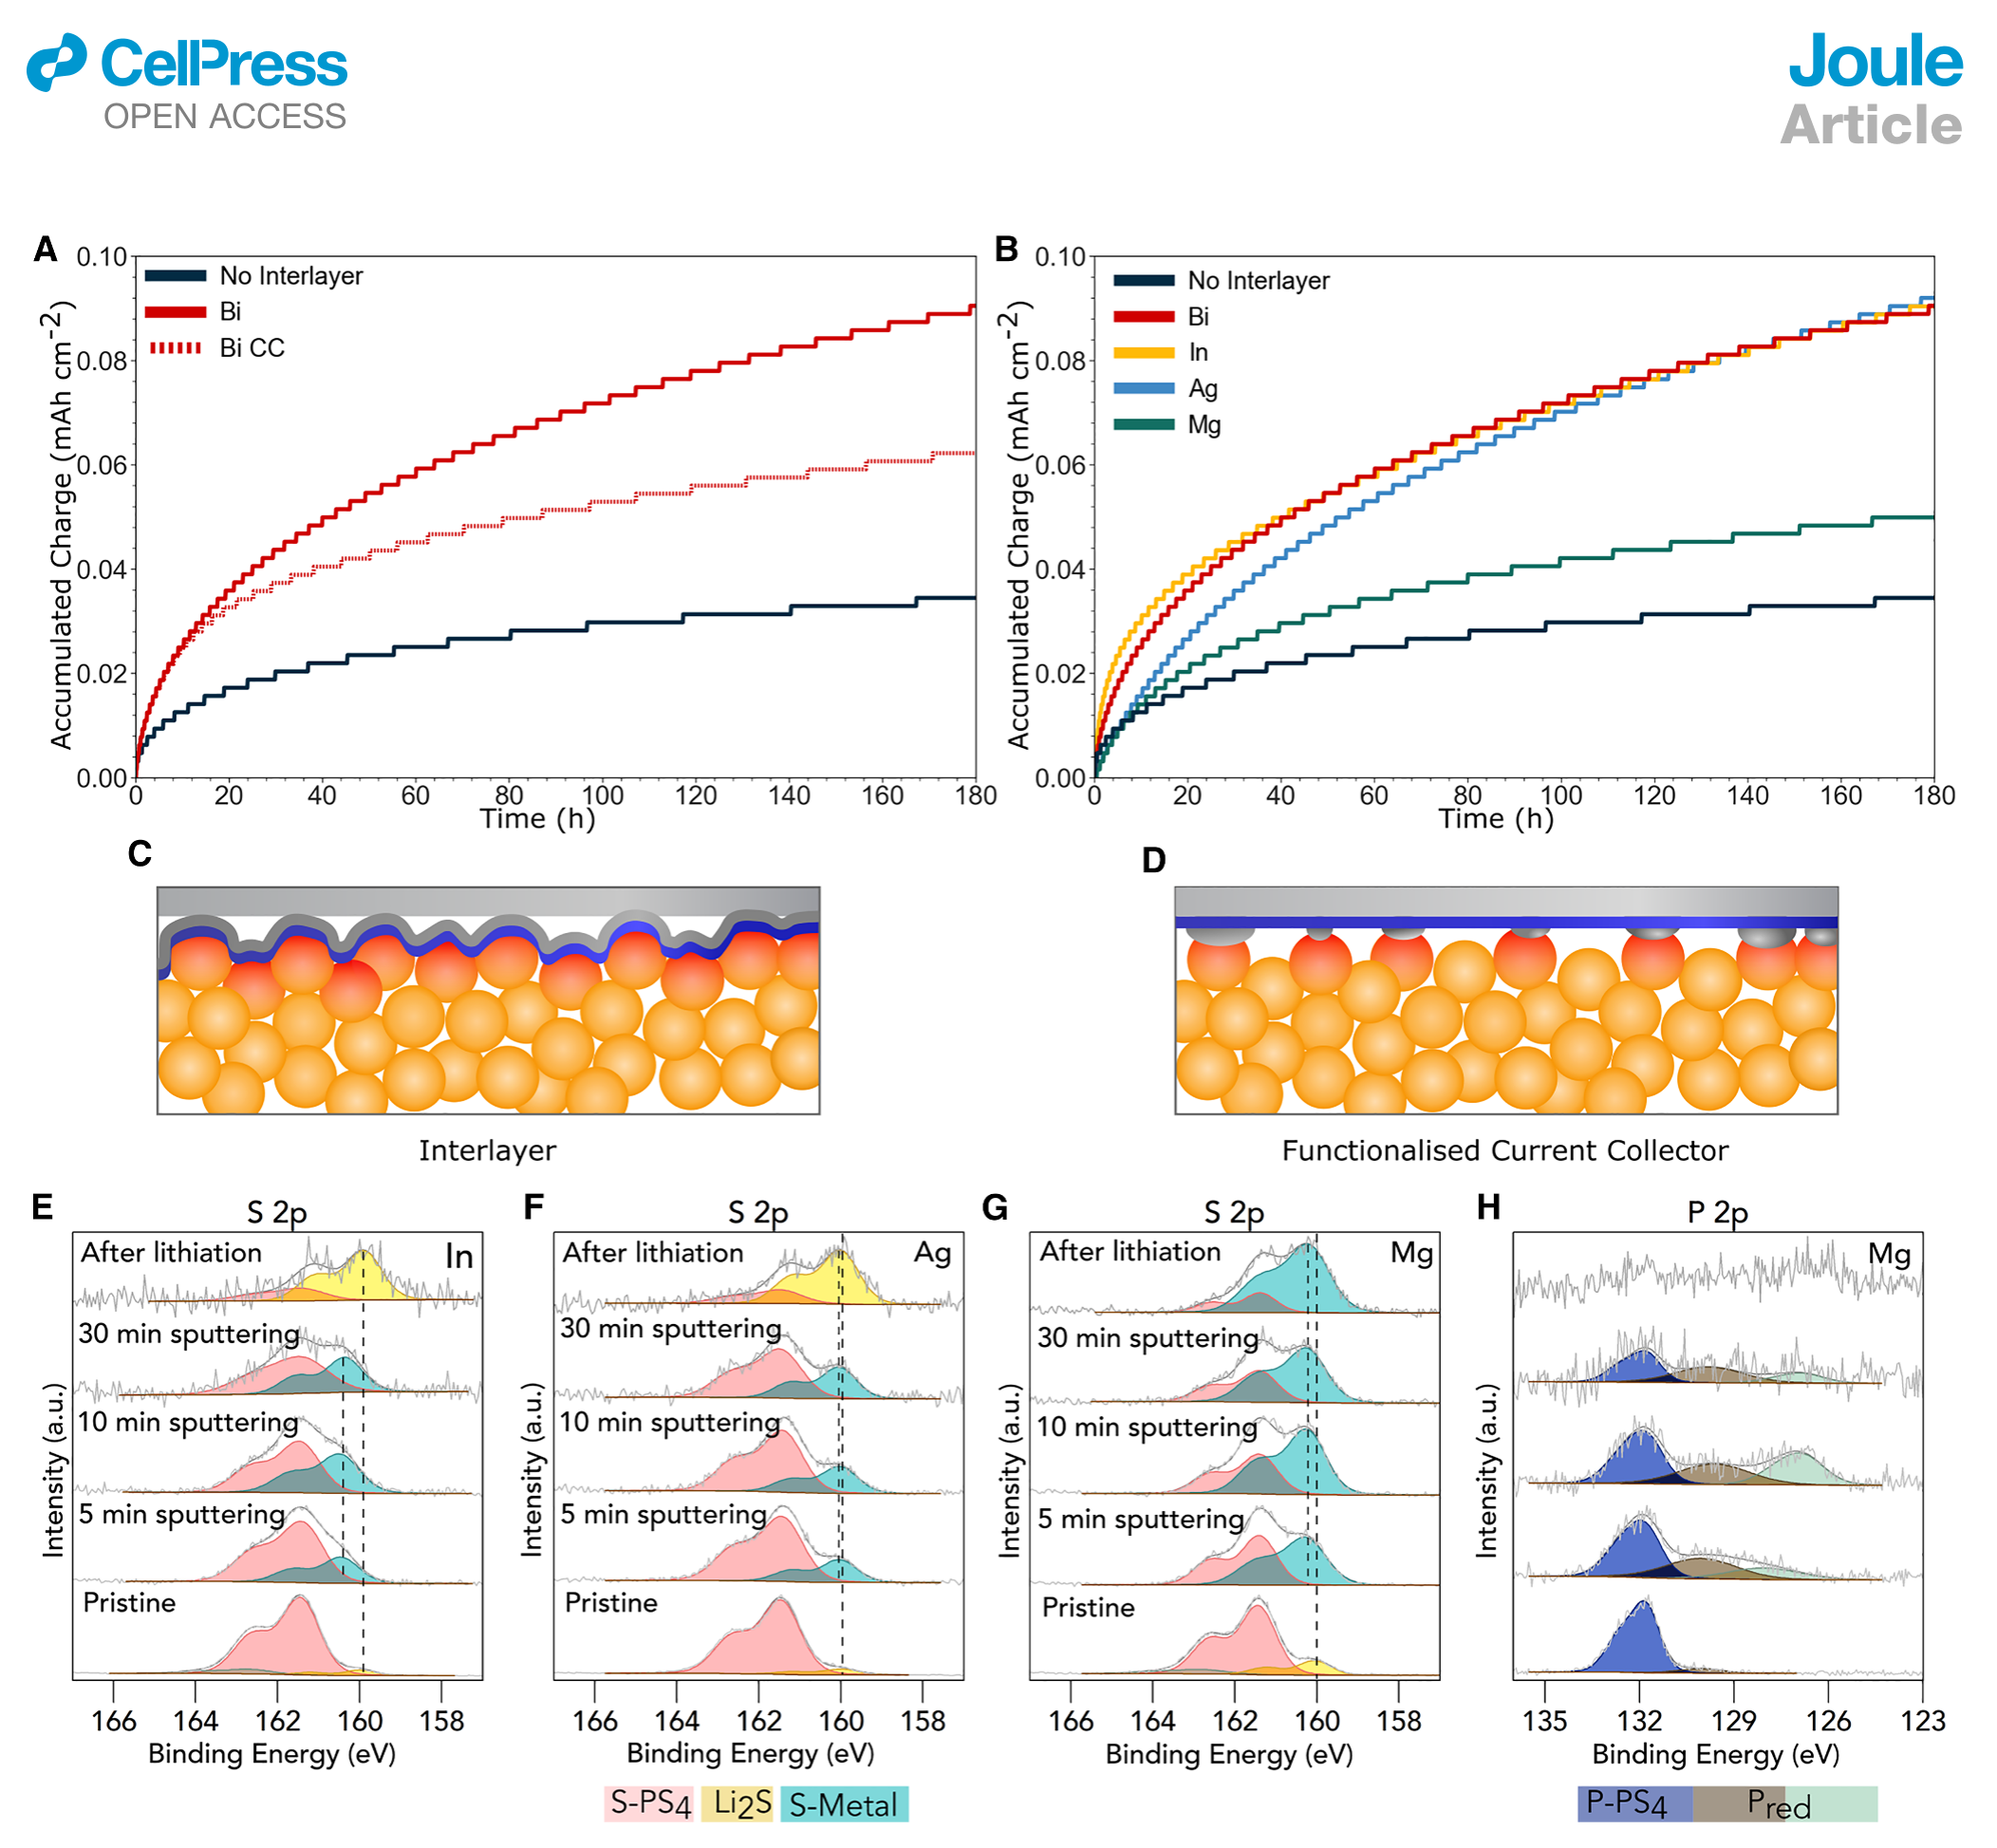 CellPress
OPEN ACCESS
Joule
Article
A
0.10
0.08
0.06
0.04
0.02
0.00
Accumulated Charge (mAh cm-2)
No Interlayer
Bi
Bi CC
0 20 40 60 80 100 120 140 160 180
Time (h)
B
0.10
0.08
0.06
0.04
0.02
0.00
Accumulated Charge (mAh cm-2)
No Interlayer
Bi
In
Ag
Mg
0 20 40 60 80 100 120 140 160 180
Time (h)
C
Interlayer
D
Functionalised Current Collector
E
S 2p
After lithiation
In
30 min sputtering
10 min sputtering
5 min sputtering
Pristine
Intensity (a.u.)
166 164 162 160 158
Binding Energy (eV)
F
S 2p
After lithiation
Ag
30 min sputtering
10 min sputtering
5 min sputtering
Pristine
Intensity (a.u.)
166 164 162 160 158
Binding Energy (eV)
G
S 2p
After lithiation
Mg
30 min sputtering
10 min sputtering
5 min sputtering
Pristine
Intensity (a.u.)
166 164 162 160 158
Binding Energy (eV)
H
P 2p
Mg
Intensity (a.u.)
135 132 129 126 123
Binding Energy (eV)
S-PS4 Li2S S-Metal
P-PS4 Pred